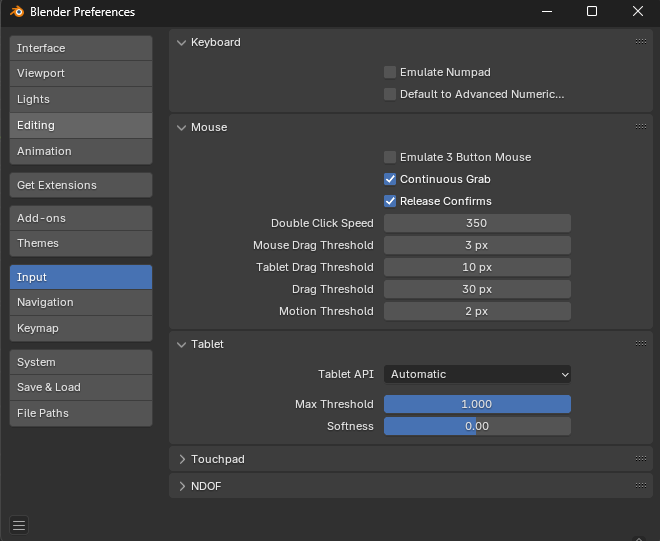 Blender Preferences
Interface
Viewport
Lights
Editing
Animation
Get Extensions
Add-ons
Themes
Input
Navigation
Keymap
System
Save & Load
File Paths
Keyboard
Emulate Numpad
Default to Advanced Numeric...
Mouse
Emulate 3 Button Mouse
Continuous Grab
Release Confirms
Double Click Speed 350
Mouse Drag Threshold 3 px
Tablet Drag Threshold 10 px
Drag Threshold 30 px
Motion Threshold 2 px
Tablet
Tablet API Automatic
Max Threshold 1.000
Softness 0.00
Touchpad
NDOF